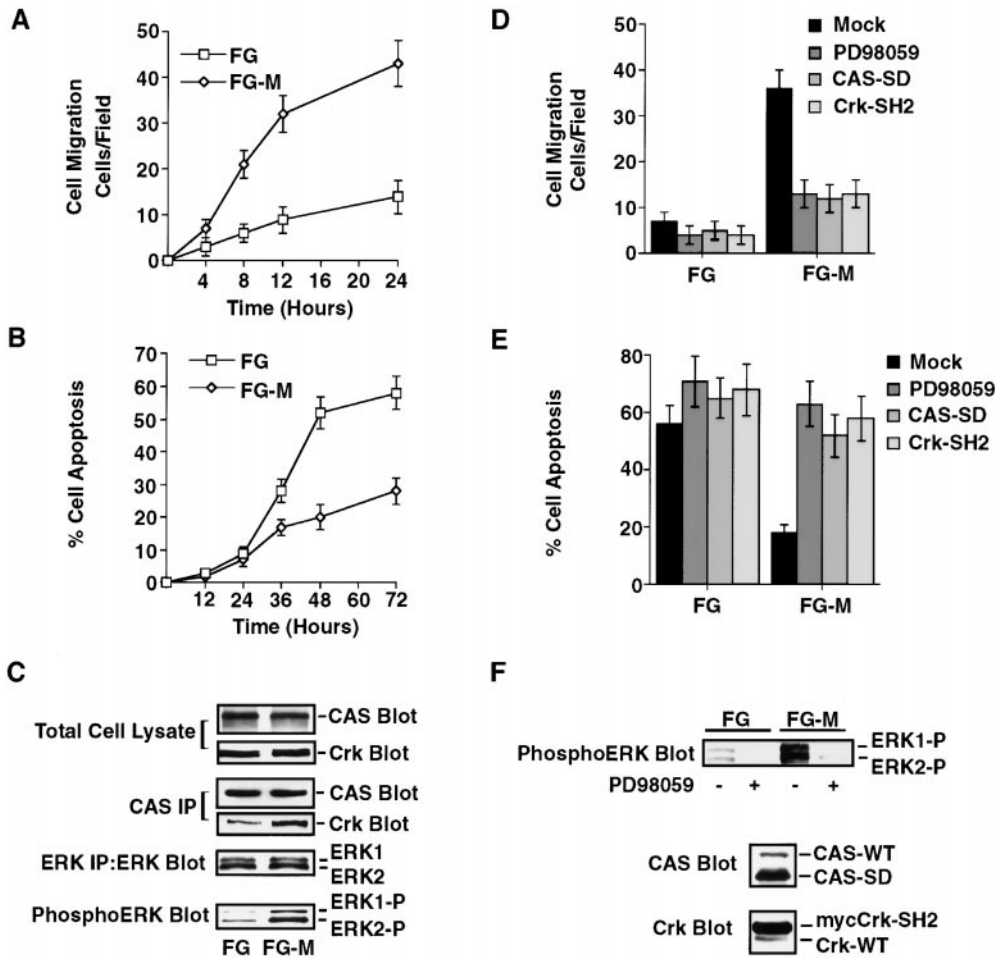 A
FG
FG-M
Cell Migration
Cells/Field
50
40
30
20
10
0
4 8 12 16 20 24
Time (Hours)
B
FG
FG-M
% Cell Apoptosis
70
60
50
40
30
20
10
0
12 24 36 48 60 72
Time (Hours)
C
Total Cell Lysate
CAS Blot
Crk Blot
CAS IP
CAS Blot
Crk Blot
ERK IP:ERK Blot
ERK1
ERK2
PhosphoERK Blot
ERK1-P
ERK2-P
FG FG-M
D
Mock
PD98059
CAS-SD
Crk-SH2
Cell Migration
Cells/Field
50
40
30
20
10
0
FG FG-M
E
Mock
PD98059
CAS-SD
Crk-SH2
% Cell Apoptosis
80
60
40
20
0
FG FG-M
F
FG FG-M
PhosphoERK Blot
ERK1-P
ERK2-P
PD98059 - + - +
CAS Blot
CAS-WT
CAS-SD
Crk Blot
mycCrk-SH2
Crk-WT